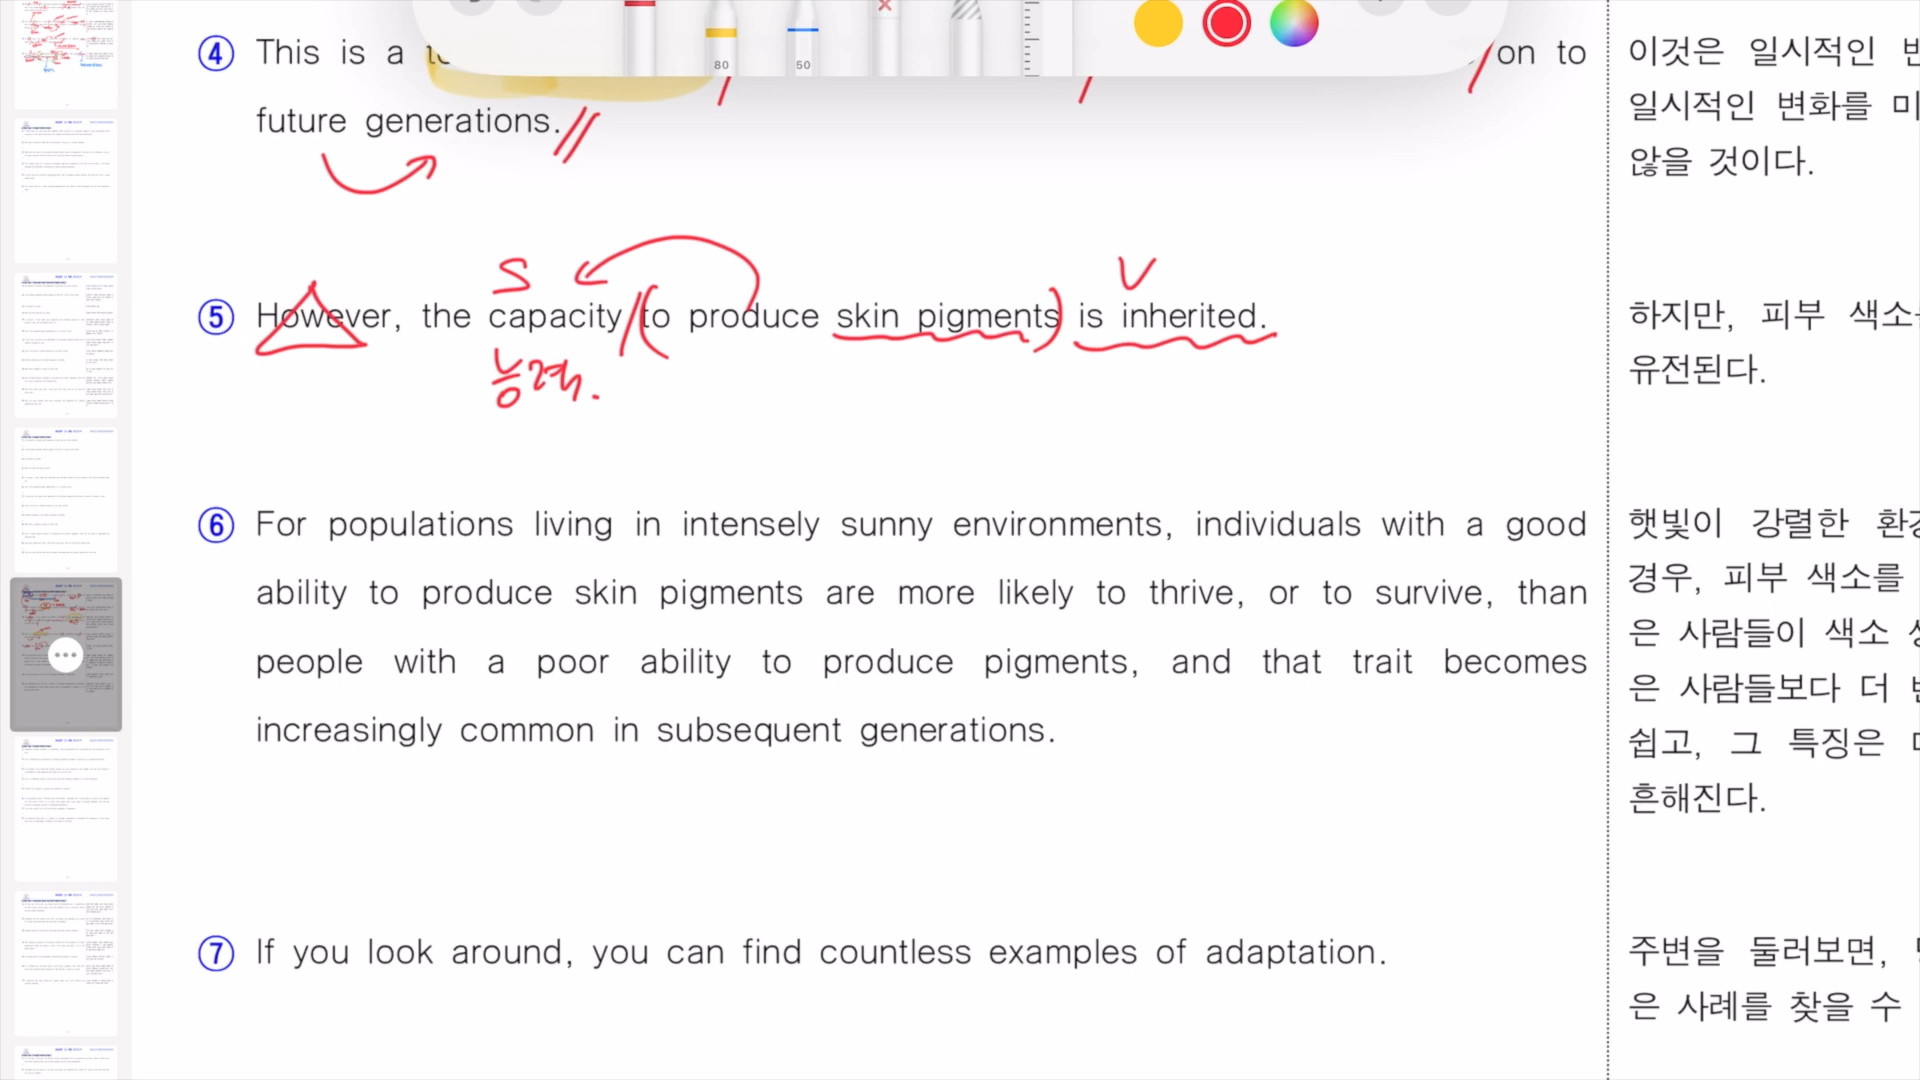 80
50
④ This is a
on to
future generations.
S
V
⑤ However, the capacity to produce skin pigments is inherited.
능력.
⑥ For populations living in intensely sunny environments, individuals with a good
ability to produce skin pigments are more likely to thrive, or to survive, than
people with a poor ability to produce pigments, and that trait becomes
increasingly common in subsequent generations.
⑦ If you look around, you can find countless examples of adaptation.
이것은 일시적인
일시적인 변화를
않을 것이다.
하지만, 피부
유전된다.
햇빛이 강렬한
경우, 피부 색소를
은 사람들이 색소
은 사람들보다 더
쉽고, 그 특징은
흔해진다.
주변을 둘러보면,
은 사례를 찾을 수